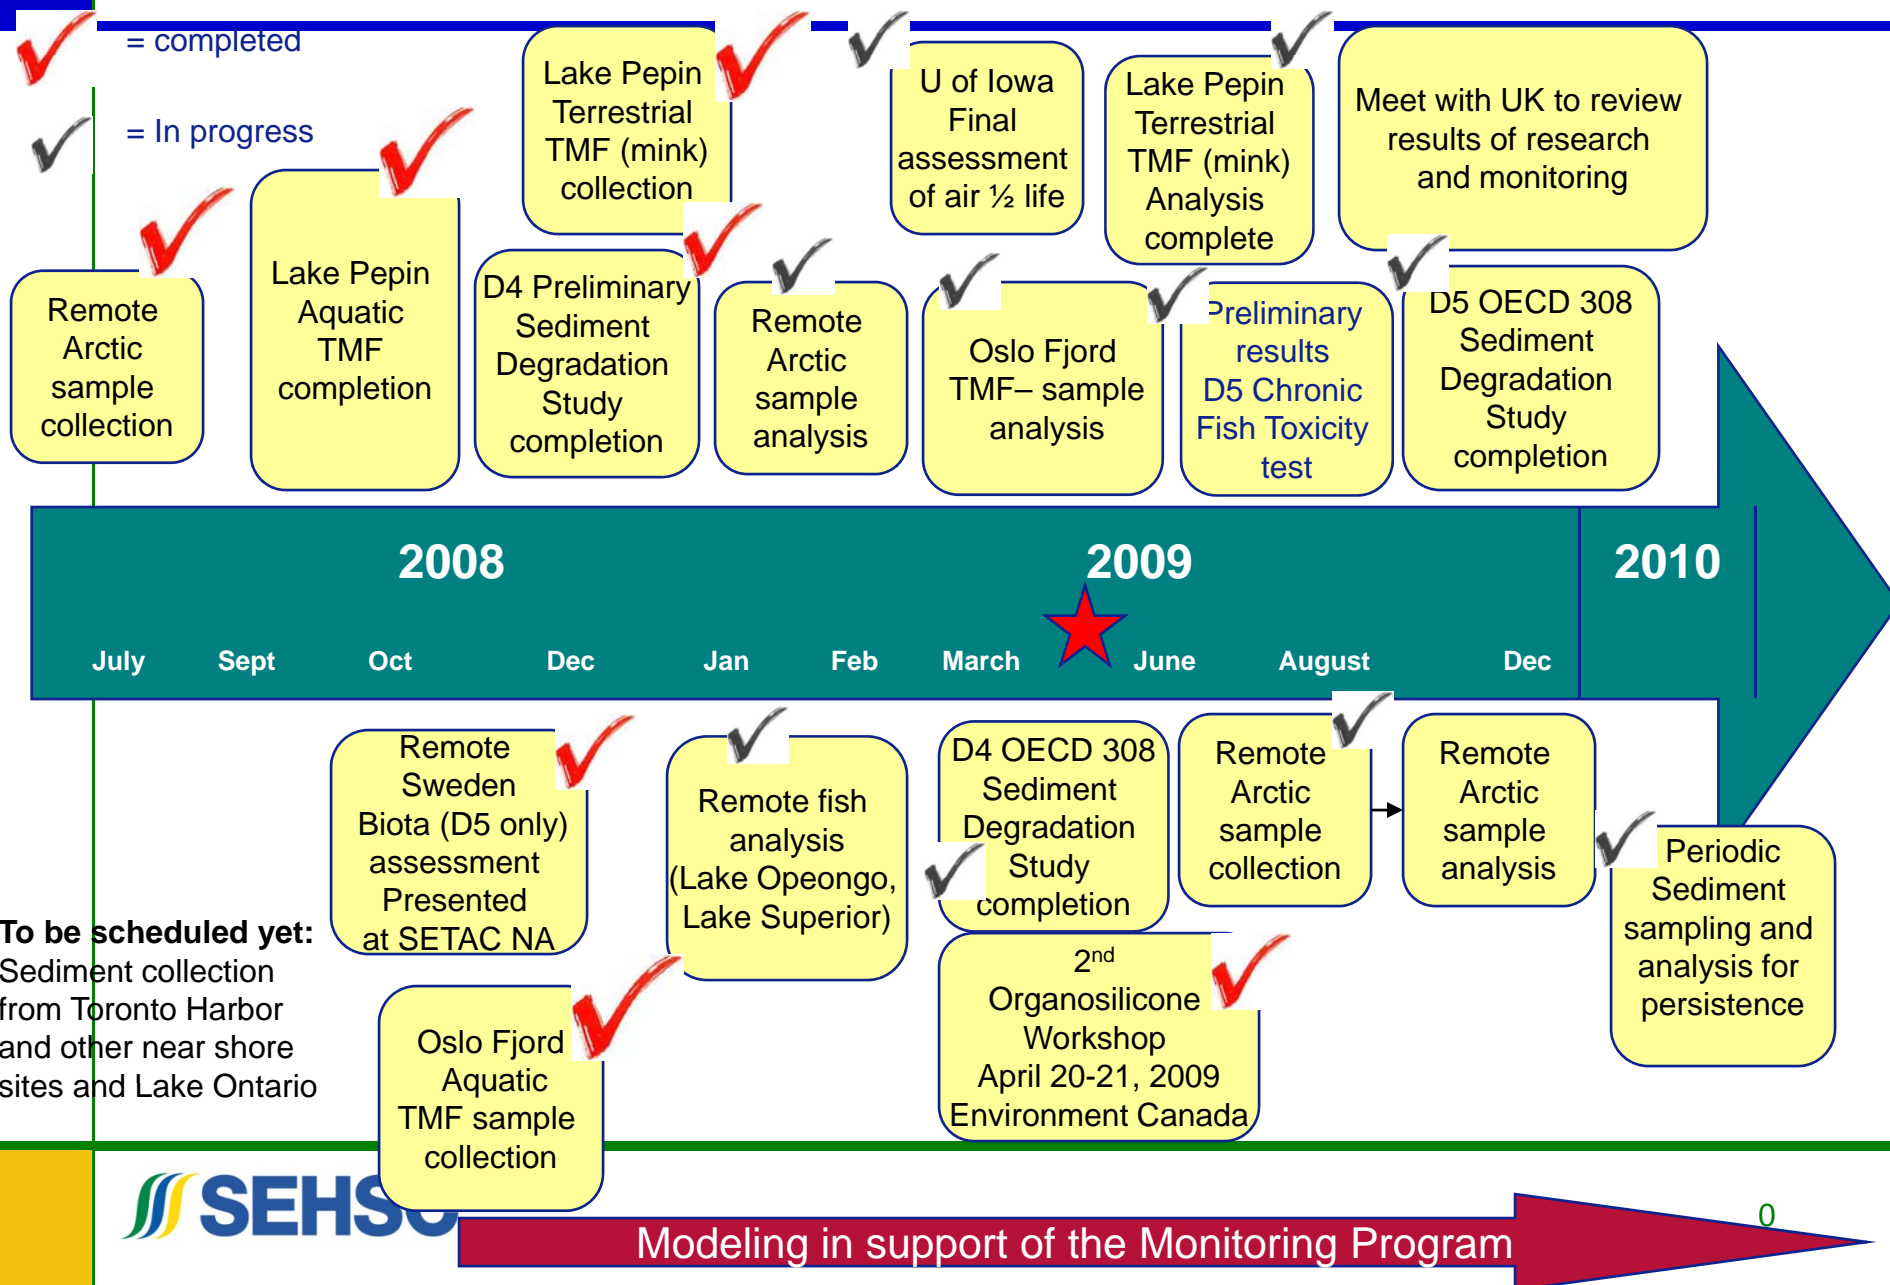 = completed
= In progress
Remote
Arctic
sample
collection
Lake Pepin
Aquatic
TMF
completion
Lake Pepin
Terrestrial
TMF (mink)
collection
D4 Preliminary
Sediment
Degradation
Study
completion
Remote
Arctic
sample
analysis
U of Iowa
Final
assessment
of air ½ life
Oslo Fjord
TMF– sample
analysis
Lake Pepin
Terrestrial
TMF (mink)
Analysis
complete
Preliminary
results
D5 Chronic
Fish Toxicity
test
Meet with UK to review
results of research
and monitoring
D5 OECD 308
Sediment
Degradation
Study
completion
2008
2009
2010
July
Sept
Oct
Dec
Jan
Feb
March
June
August
Dec
Remote
Sweden
Biota (D5 only)
assessment
Presented
at SETAC NA
Oslo Fjord
Aquatic
TMF sample
collection
Remote fish
analysis
(Lake Opeongo,
Lake Superior)
D4 OECD 308
Sediment
Degradation
Study
completion
2nd
Organosilicone
Workshop
April 20-21, 2009
Environment Canada
Remote
Arctic
sample
collection
Remote
Arctic
sample
analysis
Periodic
Sediment
sampling and
analysis for
persistence
To be scheduled yet:
Sediment collection
from Toronto Harbor
and other near shore
sites and Lake Ontario
SEHSC
Modeling in support of the Monitoring Program
0